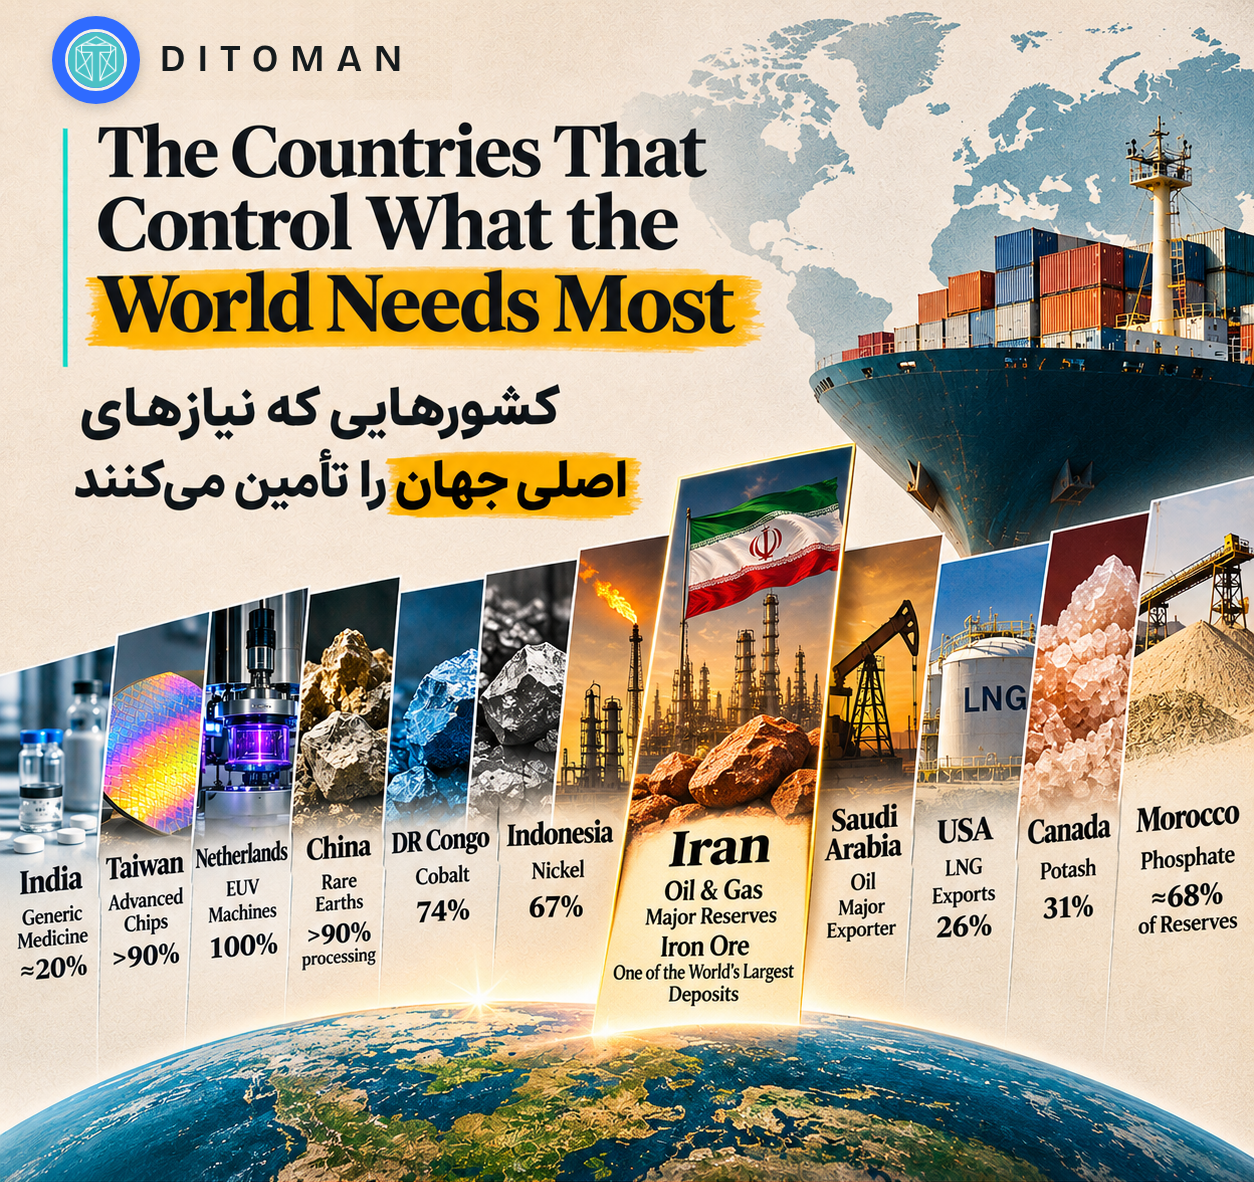 DITOMAN
The Countries That
Control What the
World Needs Most
کشورهایی که نیازهای
اصلی جهان را تأمین می‌کنند
India
Generic
Medicine
≈20%
Taiwan
Advanced
Chips
>90%
Netherlands
EUV
Machines
100%
China
Rare
Earths
>90%
processing
DR Congo
Cobalt
74%
Indonesia
Nickel
67%
Iran
Oil & Gas
Major Reserves
Iron Ore
One of the World's Largest
Deposits
Saudi
Arabia
Oil
Major
Exporter
LNG
USA
LNG
Exports
26%
Canada
Potash
31%
Morocco
Phosphate
≈68%
of Reserves